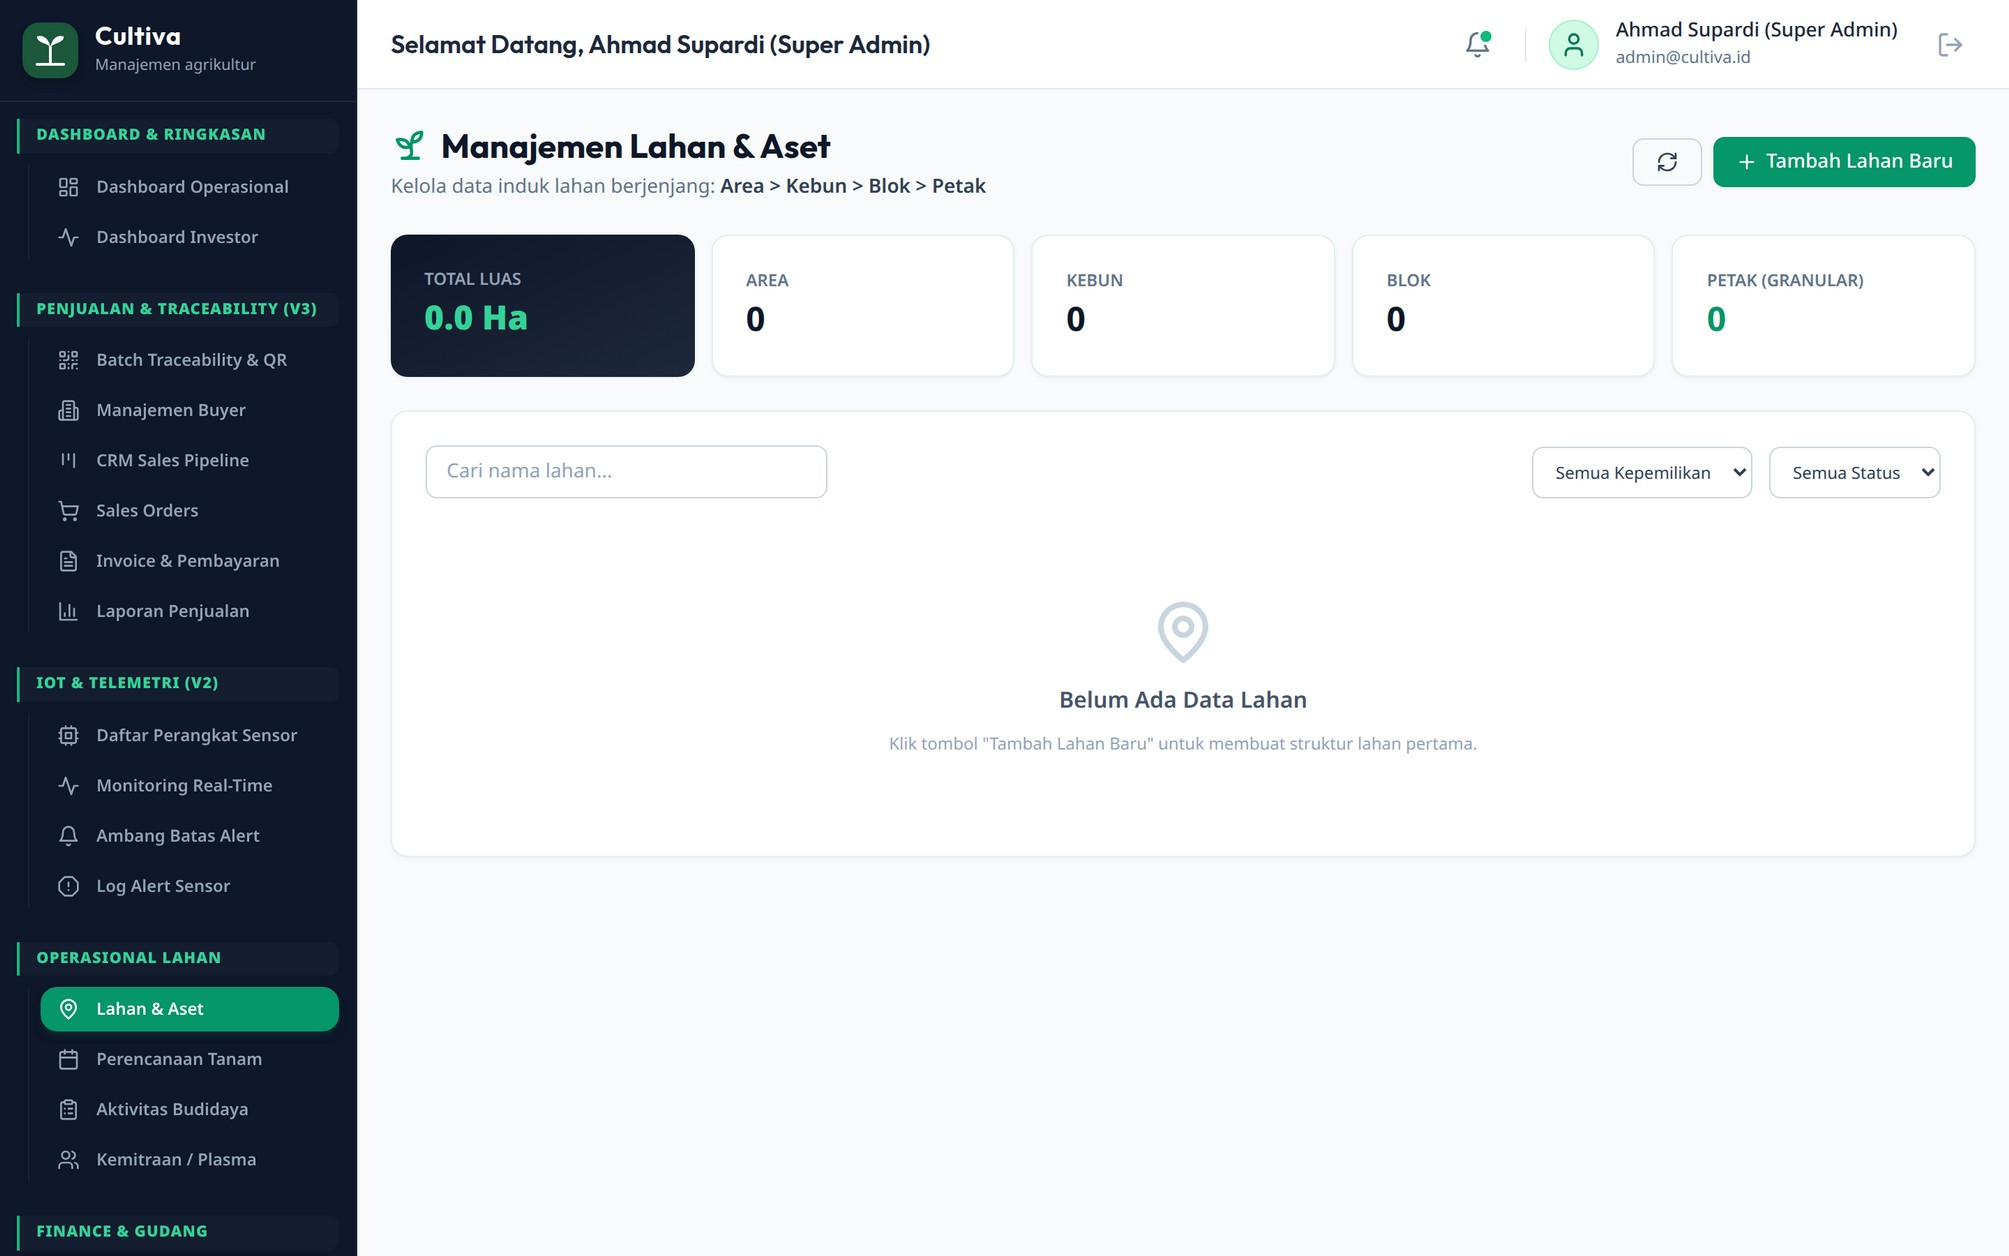 Cultiva
Manajemen agrikultur
DASHBOARD & RINGKASAN
Dashboard Operasional
Dashboard Investor
PENJUALAN & TRACEABILITY (V3)
Batch Traceability & QR
Manajemen Buyer
CRM Sales Pipeline
Sales Orders
Invoice & Pembayaran
Laporan Penjualan
IOT & TELEMETRI (V2)
Daftar Perangkat Sensor
Monitoring Real-Time
Ambang Batas Alert
Log Alert Sensor
OPERASIONAL LAHAN
Lahan & Aset
Perencanaan Tanam
Aktivitas Budidaya
Kemitraan / Plasma
FINANCE & GUDANG
Selamat Datang, Ahmad Supardi (Super Admin)
Ahmad Supardi (Super Admin)
admin@cultiva.id
Manajemen Lahan & Aset
Kelola data induk lahan berjenjang: Area > Kebun > Blok > Petak
Tambah Lahan Baru
TOTAL LUAS
0.0 Ha
AREA
0
KEBUN
0
BLOK
0
PETAK (GRANULAR)
0
Cari nama lahan...
Semua Kepemilikan
Semua Status
Belum Ada Data Lahan
Klik tombol "Tambah Lahan Baru" untuk membuat struktur lahan pertama.